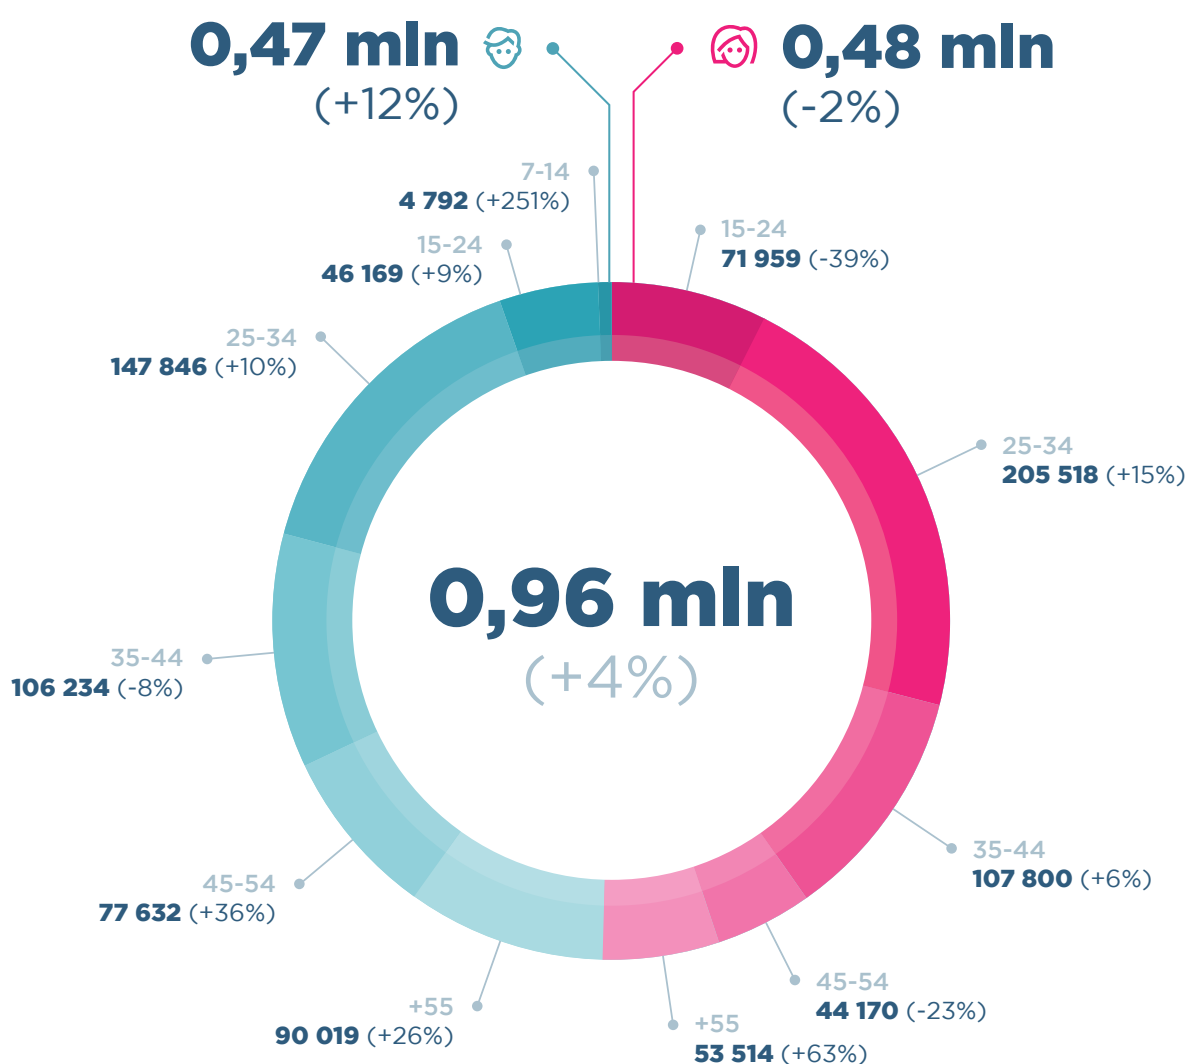 0,47 mln
(+12%)
0,48 mln
(-2%)
7-14
4 792 (+251%)
15-24
46 169 (+9%)
25-34
147 846 (+10%)
35-44
106 234 (-8%)
45-54
77 632 (+36%)
+55
90 019 (+26%)
15-24
71 959 (-39%)
25-34
205 518 (+15%)
35-44
107 800 (+6%)
45-54
44 170 (-23%)
+55
53 514 (+63%)
0,96 mln
(+4%)